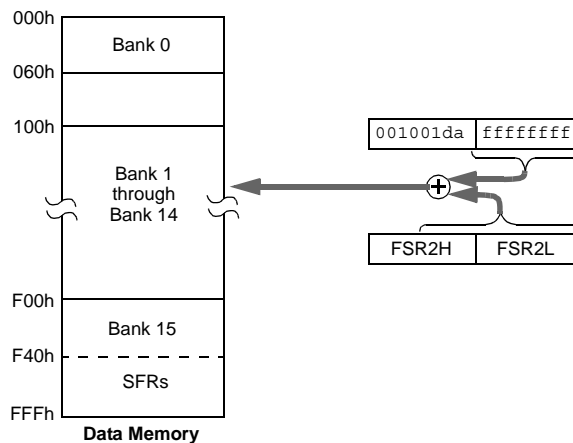 000h
Bank 0
060h
100h
001001da ffffffff
Bank 1
through
Bank 14
FSR2H FSR2L
F00h
Bank 15
F40h
SFRs
FFFh
Data Memory